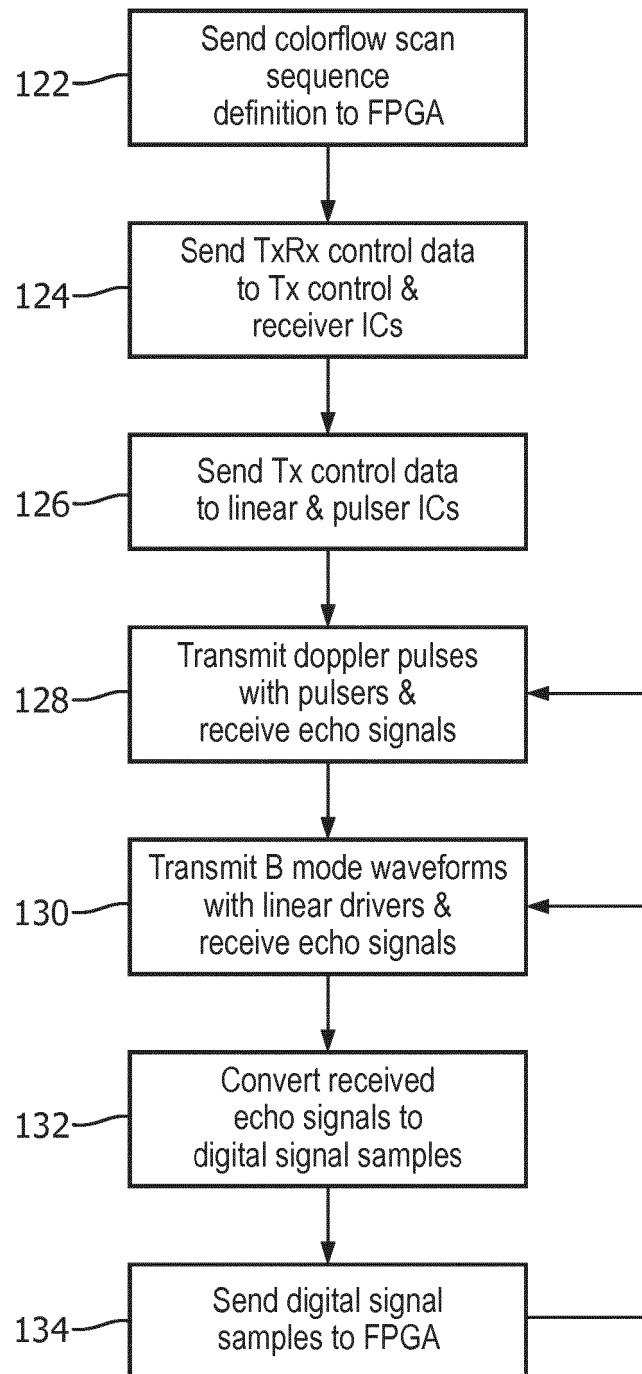 Send colorflow scan
sequence
definition to FPGA
122
Send TxRx control data
to Tx control &
receiver ICs
124
Send Tx control data
to linear & pulser ICs
126
Transmit doppler pulses
with pulsers &
receive echo signals
128
Transmit B mode waveforms
with linear drivers &
receive echo signals
130
Convert received
echo signals to
digital signal samples
132
Send digital signal
samples to FPGA
134